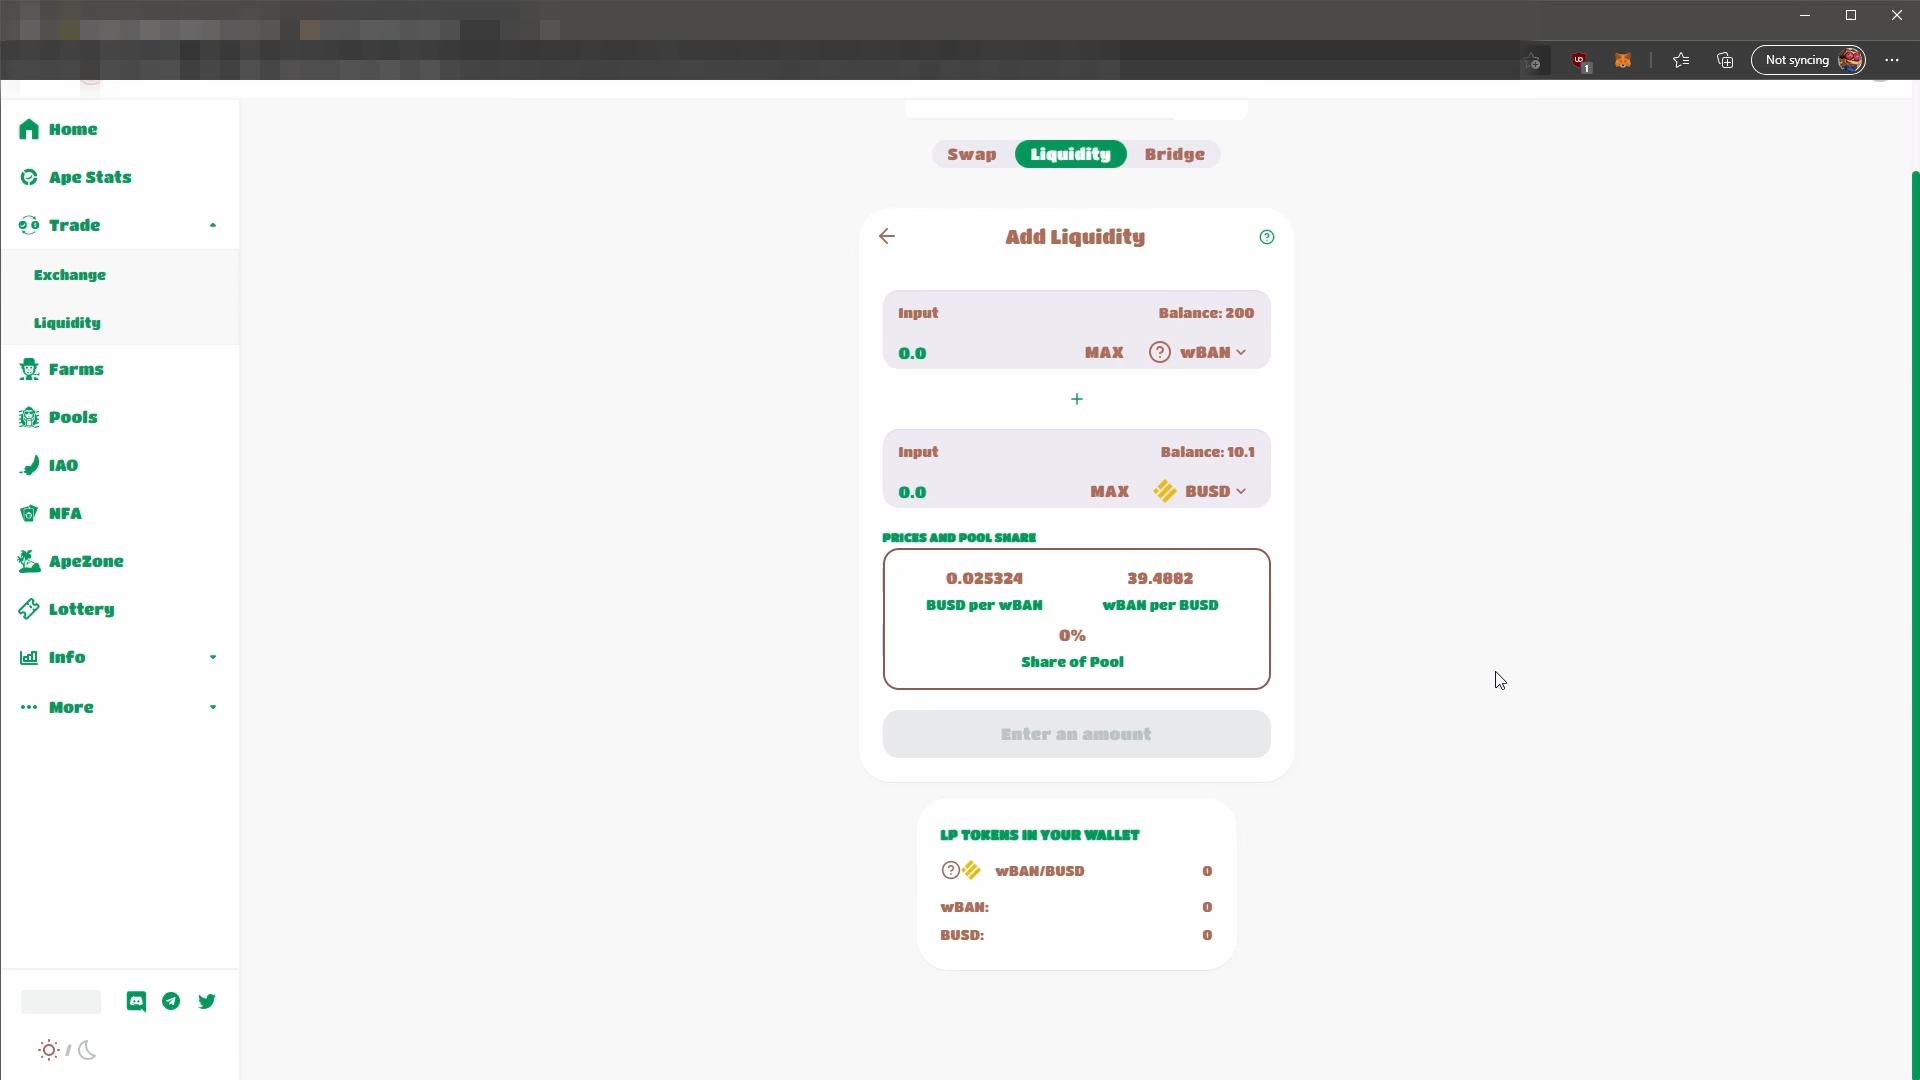 Not syncing
1
Home
Ape Stats
Trade
Exchange
Liquidity
Farms
Pools
IAO
NFA
ApeZone
Lottery
Info
More
Swap
Liquidity
Bridge
Add Liquidity
Input
Balance: 200
0.0
MAX
wBAN
+
Input
Balance: 10.1
0.0
MAX
BUSD
PRICES AND POOL SHARE
0.025324
39.4882
BUSD per wBAN
wBAN per BUSD
0%
Share of Pool
Enter an amount
LP TOKENS IN YOUR WALLET
wBAN/BUSD
0
wBAN:
0
BUSD:
0
/